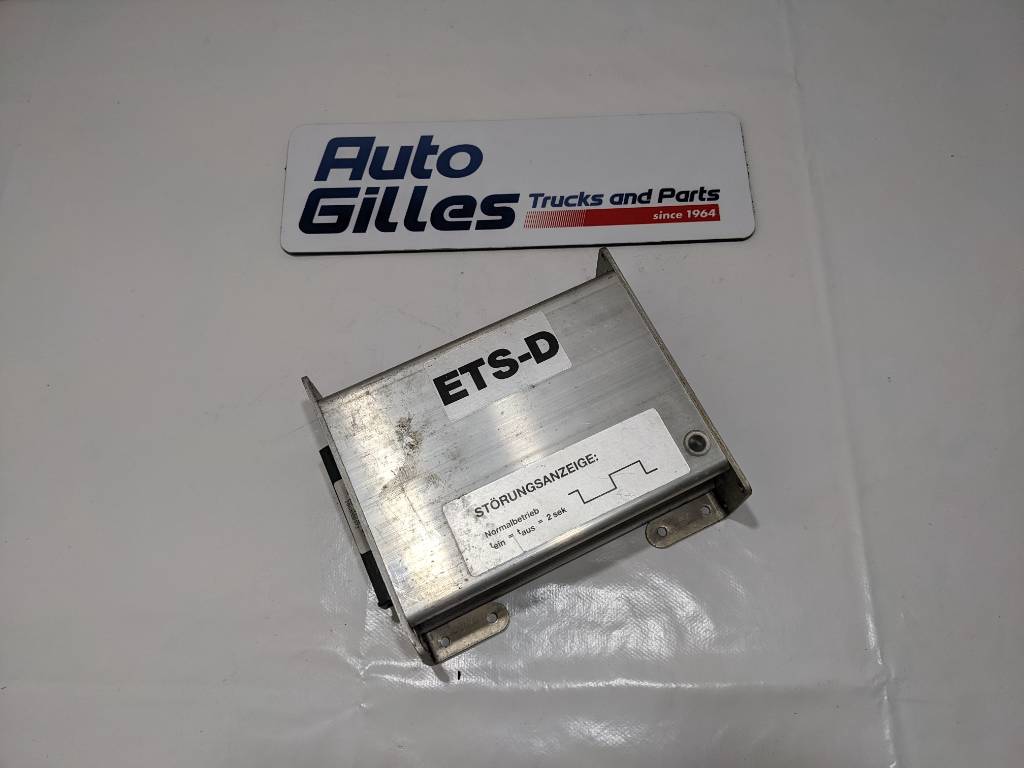 Auto
Gilles
Trucks and Parts
since 1964
ETS-D
STÖRUNGSANZEIGE:
Normalbetrieb
tein = taus = 2 sek